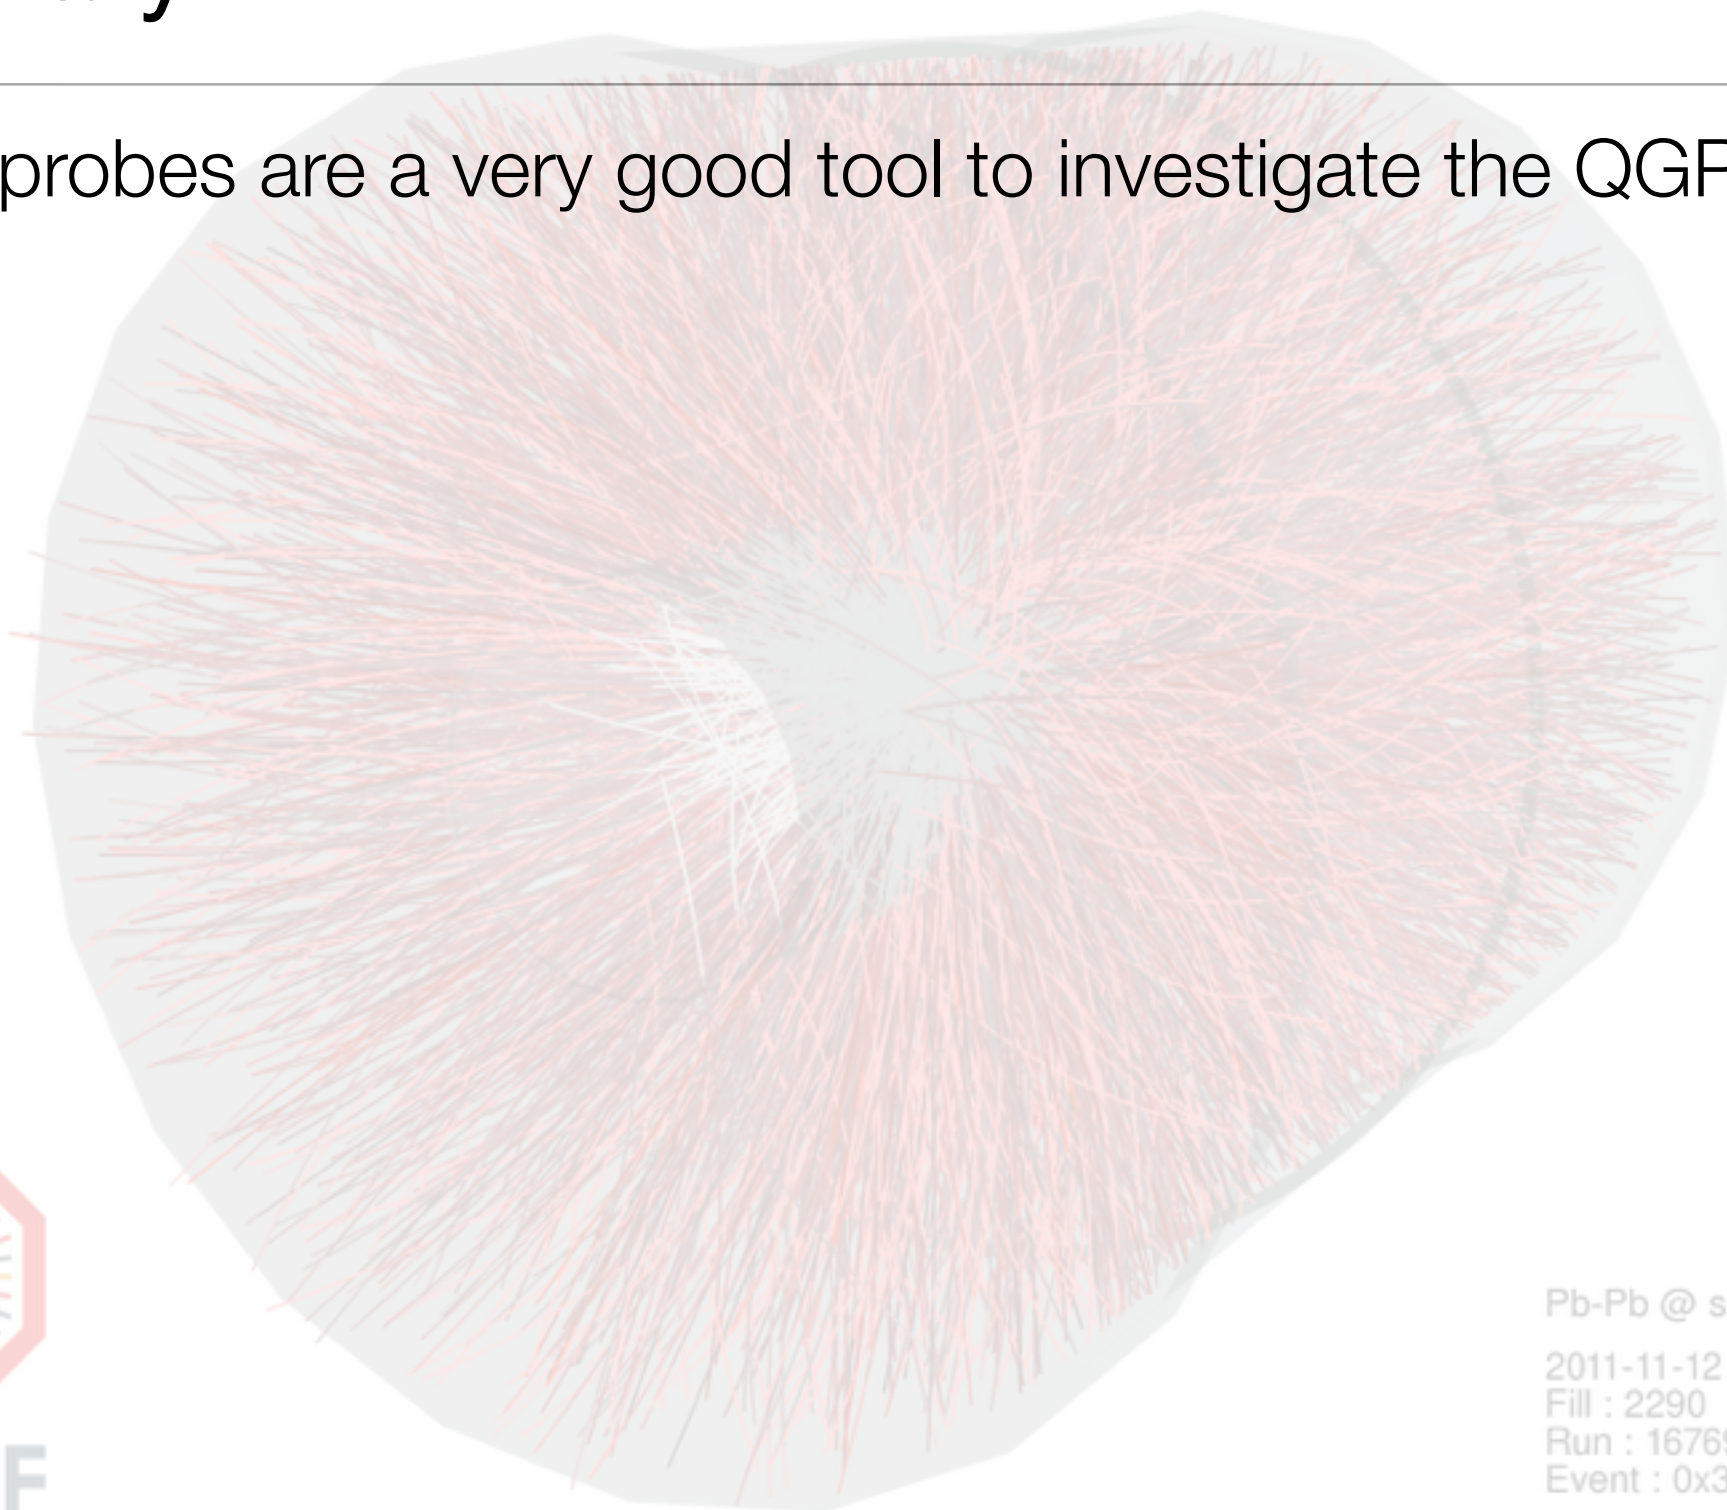 probes are a very good tool to investigate the QGP
Pb-Pb @ s
2011-11-12
Fill : 2290
Run : 1676
Event : 0x3
F